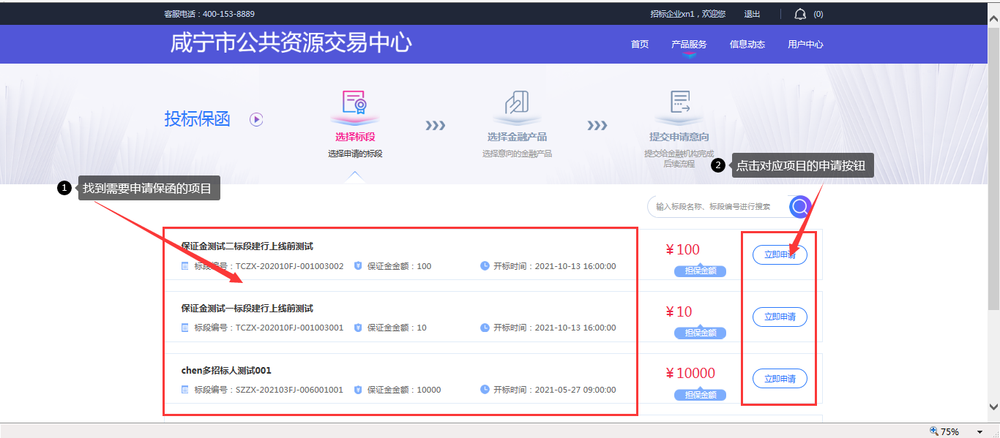 客服电话：400-153-8889
招标企业xn1，欢迎您 退出 (0)
咸宁市公共资源交易中心
首页 产品服务 信息动态 用户中心
投标保函
选择标段
选择申请的标段
选择金融产品
选择意向的金融产品
提交申请意向
提交给金融机构完成
后续流程
1 找到需要申请保函的项目
2 点击对应项目的申请按钮
输入标段名称、标段编号进行搜索
保证金测试二标段建行上线前测试
标段编号：TCZX-202010FJ-001003002 保证金金额：100 开标时间：2021-10-13 16:00:00
¥100
担保金额
立即申请
保证金测试一标段建行上线前测试
标段编号：TCZX-202010FJ-001003001 保证金金额：10 开标时间：2021-10-13 16:00:00
¥10
担保金额
立即申请
chen多招标人测试001
标段编号：SZZX-202103FJ-006001001 保证金金额：10000 开标时间：2021-05-27 09:00:00
¥10000
担保金额
立即申请
75%